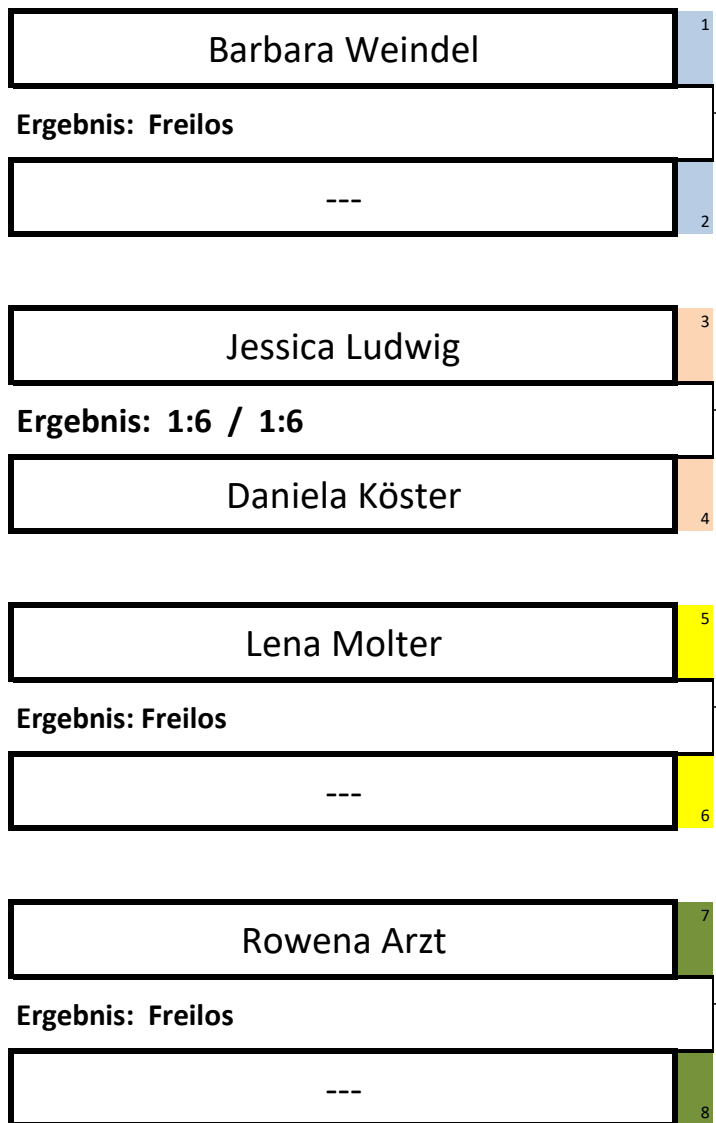 Barbara Weindel
1
Ergebnis: Freilos
---
2
Jessica Ludwig
3
Ergebnis: 1:6 / 1:6
Daniela Köster
4
Lena Molter
5
Ergebnis: Freilos
---
6
Rowena Arzt
7
Ergebnis: Freilos
---
8